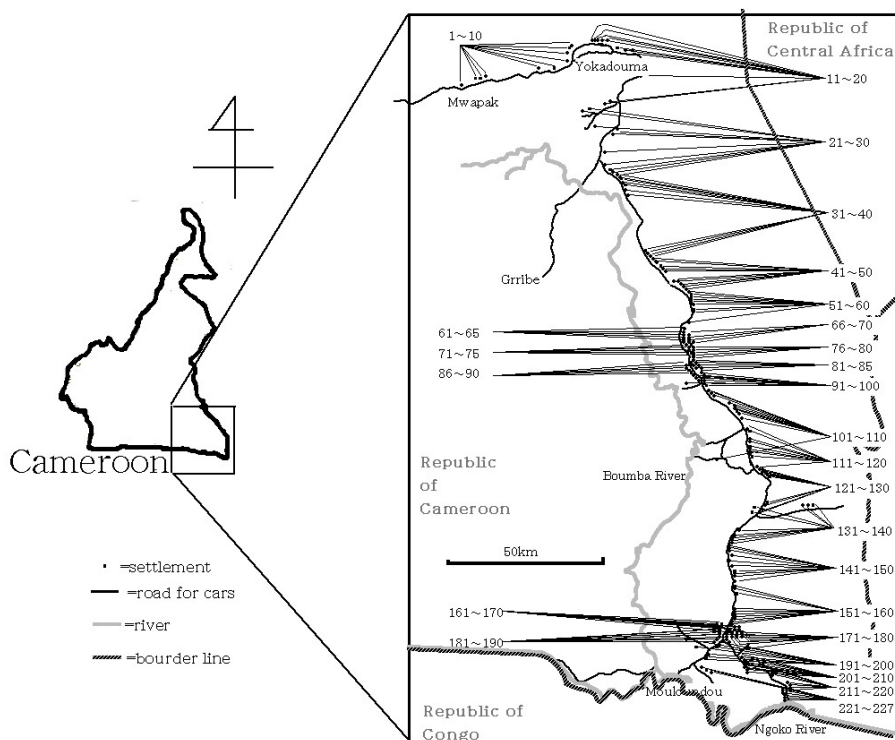 1～10
Republic of
Central Africa
Yokadouma
11～20
Mwapak
21～30
31～40
Grribe
41～50
51～60
61～65
66～70
71～75
76～80
81～85
86～90
91～100
101～110
111～120
Cameroon
Republic
of
Cameroon
Boumba River
121～130
131～140
50km
=settlement
141～150
=road for cars
161～170
151～160
=river
181～190
171～180
=bourder line
191～200
201～210
Mouloundou
211～220
221～227
Republic of
Congo
Ngoko River